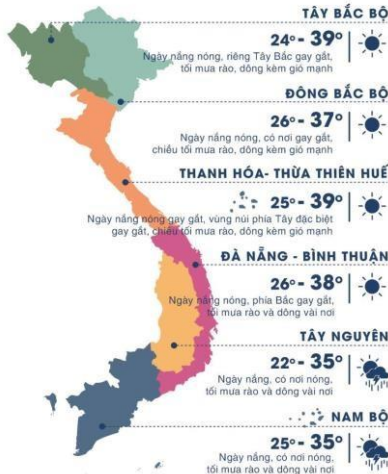 TÂY BẮC BỘ
24° - 39°
Ngày nắng nóng, riêng Tây Bắc gay gắt,
tối mưa rào, dông kèm gió mạnh
ĐÔNG BẮC BỘ
26° - 37°
Ngày nắng nóng, có nơi gay gắt,
chiều tối mưa rào, dông kèm gió mạnh
THANH HÓA- THỪA THIÊN HUẾ
25° - 39°
Ngày nắng nóng gay gắt, vùng núi phía Tây đặc biệt
gay gắt, chiều tối mưa rào, dông kèm gió mạnh
ĐÀ NẴNG - BÌNH THUẬN
26° - 38°
Ngày nắng nóng, phía Bắc gay gắt,
tối mưa rào và dông vài nơi
TÂY NGUYÊN
22° - 35°
Ngày nắng, có nơi nóng,
tối mưa rào và dông vài nơi
NAM BỘ
25° - 35°
Ngày nắng, có nơi nóng,
tối mưa rào và dông vài nơi